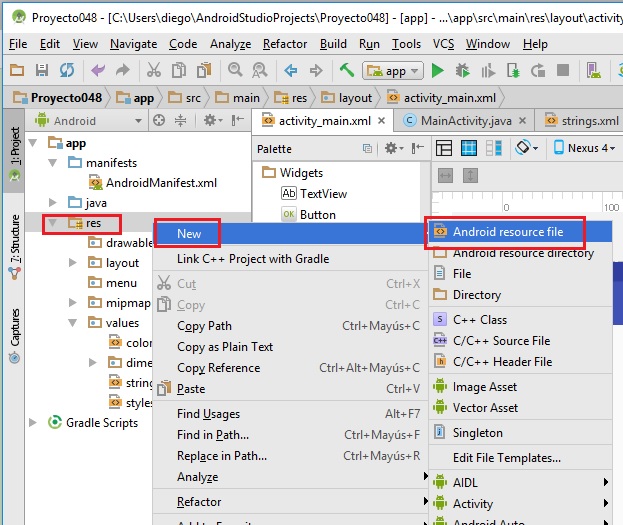 Proyecto048 - [C:\Users\diego\AndroidStudioProjects\Proyecto048] - [app] - ...\app\src\main\res\layout\activity
File Edit View Navigate Code Analyze Refactor Build Run Tools VCS Window Help
app
Proyecto048 app src main res layout activity_main.xml
Android
activity_main.xml MainActivity.java strings.xml
1: Project
7: Structure
Captures
app
manifests
AndroidManifest.xml
java
res
drawable
layout
menu
mipmap
values
color
dime
string
styles
Gradle Scripts
Palette
Nexus 4
Widgets
TextView
Button
0
100
New
Link C++ Project with Gradle
Cut Ctrl+X
Copy Ctrl+C
Copy Path Ctrl+Mayús+C
Copy as Plain Text
Copy Reference Ctrl+Alt+Mayús+C
Paste Ctrl+V
Find Usages Alt+F7
Find in Path... Ctrl+Mayús+F
Replace in Path... Ctrl+Mayús+R
Analyze
Refactor
Android resource file
Android resource directory
File
Directory
C++ Class
C/C++ Source File
C/C++ Header File
Image Asset
Vector Asset
Singleton
Edit File Templates...
AIDL
Activity
Android Auto